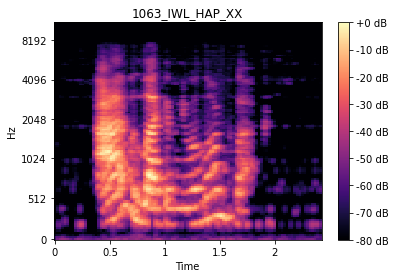 1063_IWL_HAP_XX
8192
4096
2048
1024
512
0
Hz
0
0.5
1
1.5
2
Time
+0 dB
-10 dB
-20 dB
-30 dB
-40 dB
-50 dB
-60 dB
-70 dB
-80 dB